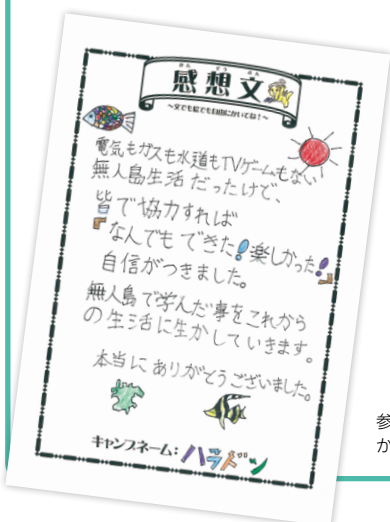 感想文
～文でも絵でも自由にかいてね！～
電気もガスも水道もTVゲームもない
無人島生活だったけど、
皆で協力すれば
『なんでもできた!楽しかった!』
自信がつきました。
無人島で学んだ事をこれから
の生活に生かしていきます。
本当にありがとうございました。
キャンプネーム：ハラドン
参
か